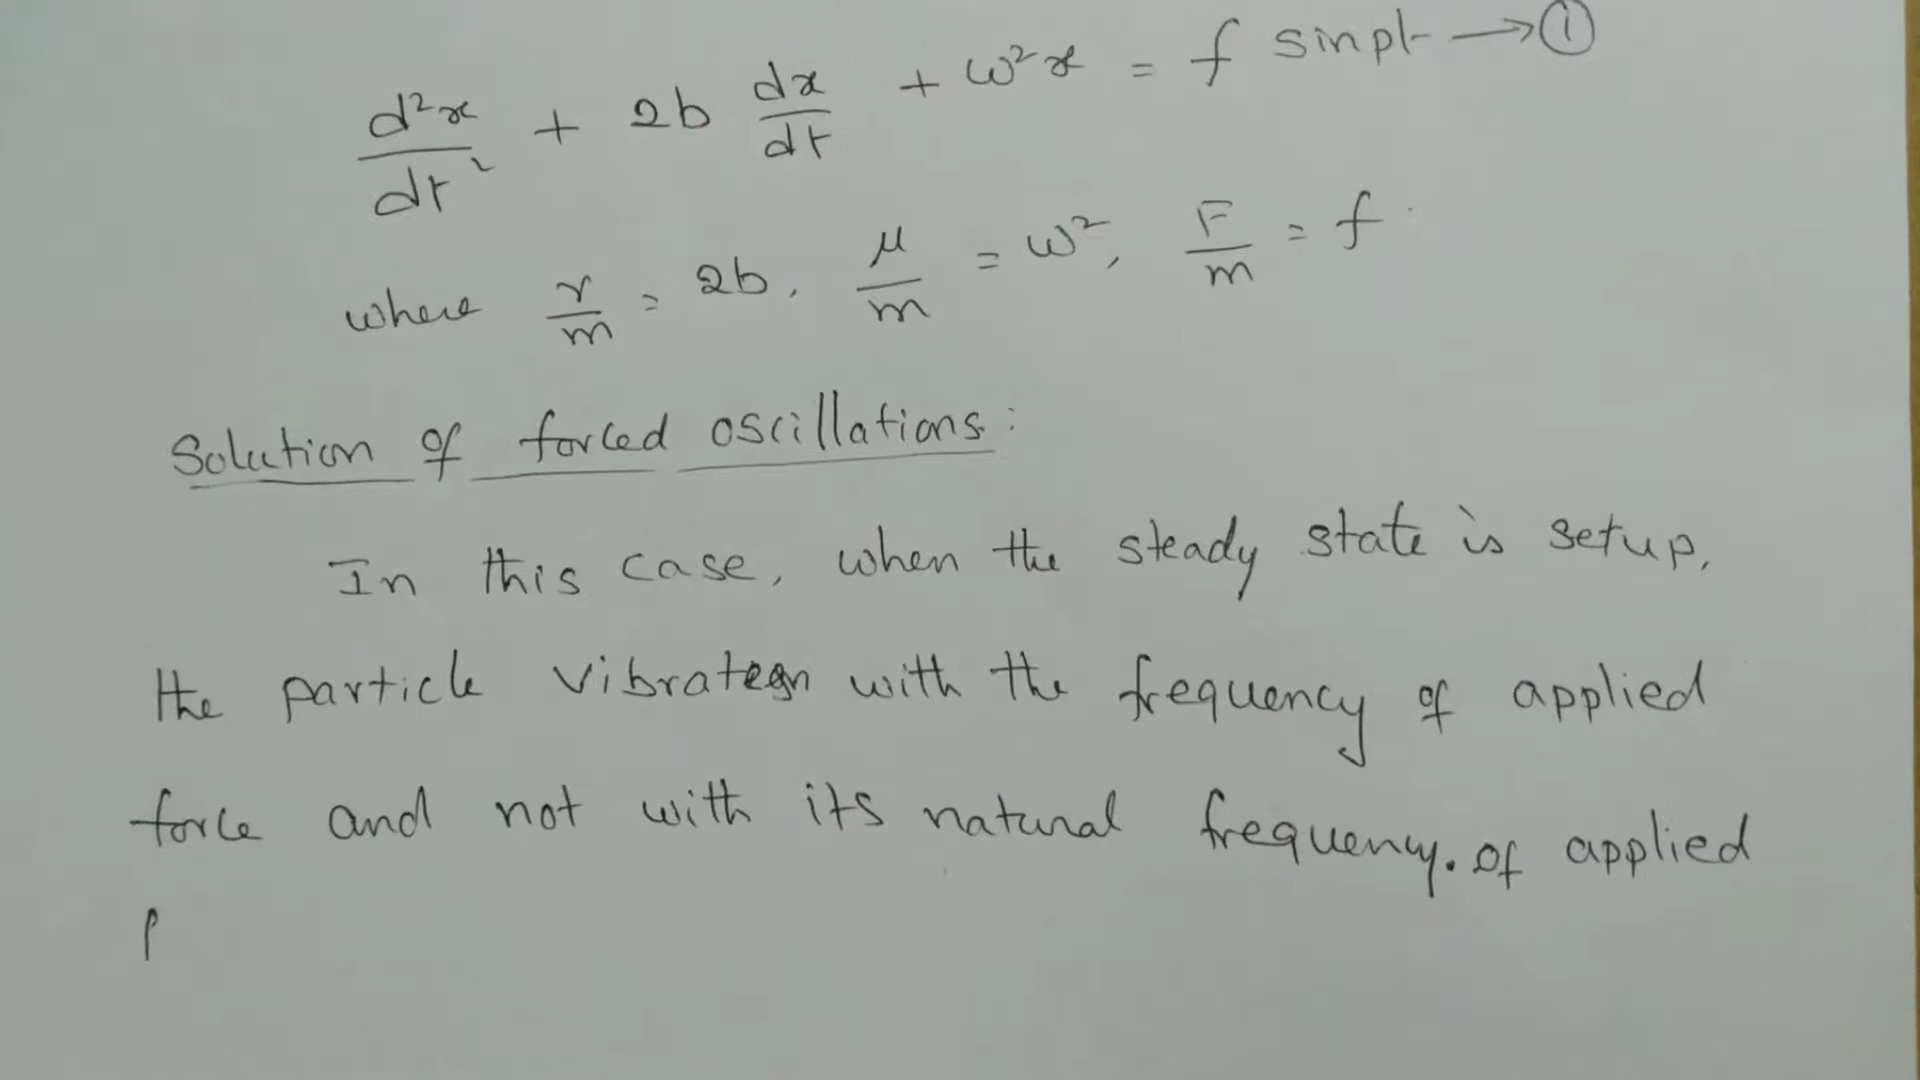 d²x/dt² + 2b dx/dt + ω²x = f sinpt → ①
where r/m = 2b, μ/m = ω², F/m = f
Solution of forced oscillations:
In this case, when the steady state is setup,
the particle with the frequency of applied
force and not with its natural frequency. of applied